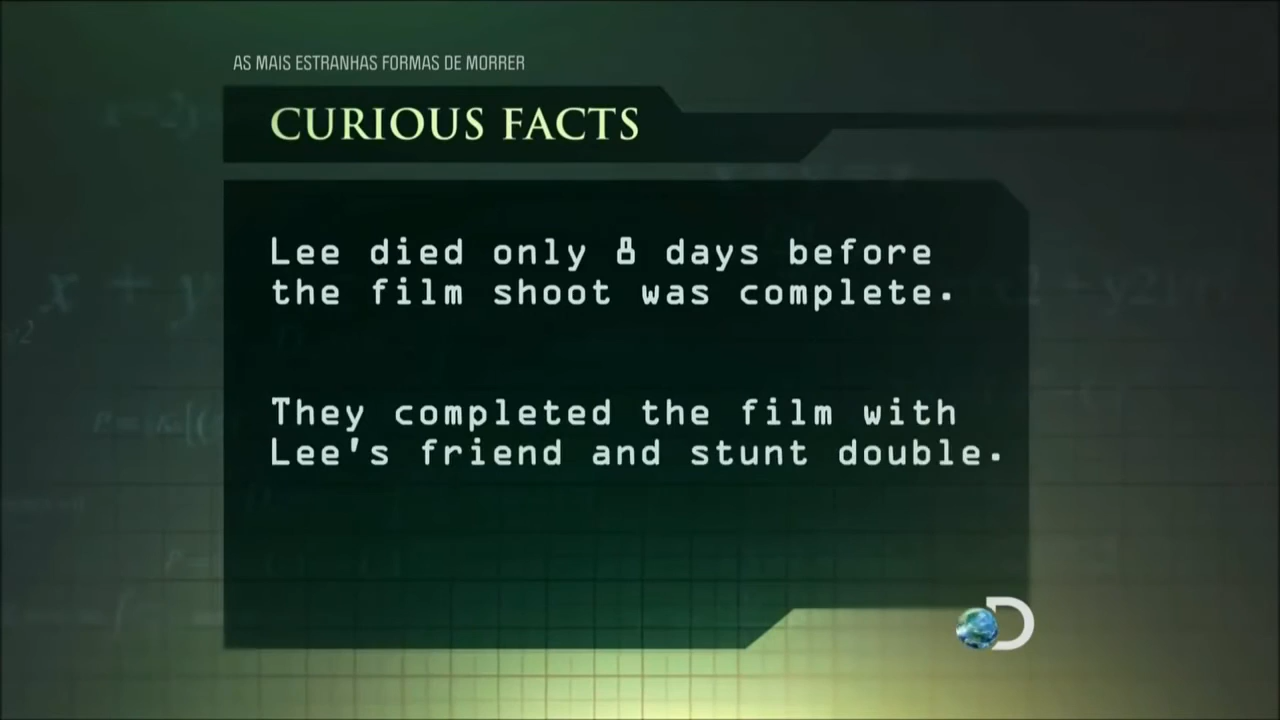 AS MAIS ESTRANHAS FORMAS DE MORRER
CURIOUS FACTS
Lee died only 8 days before
the film shoot was complete.
They completed the film with
Lee's friend and stunt double.
D